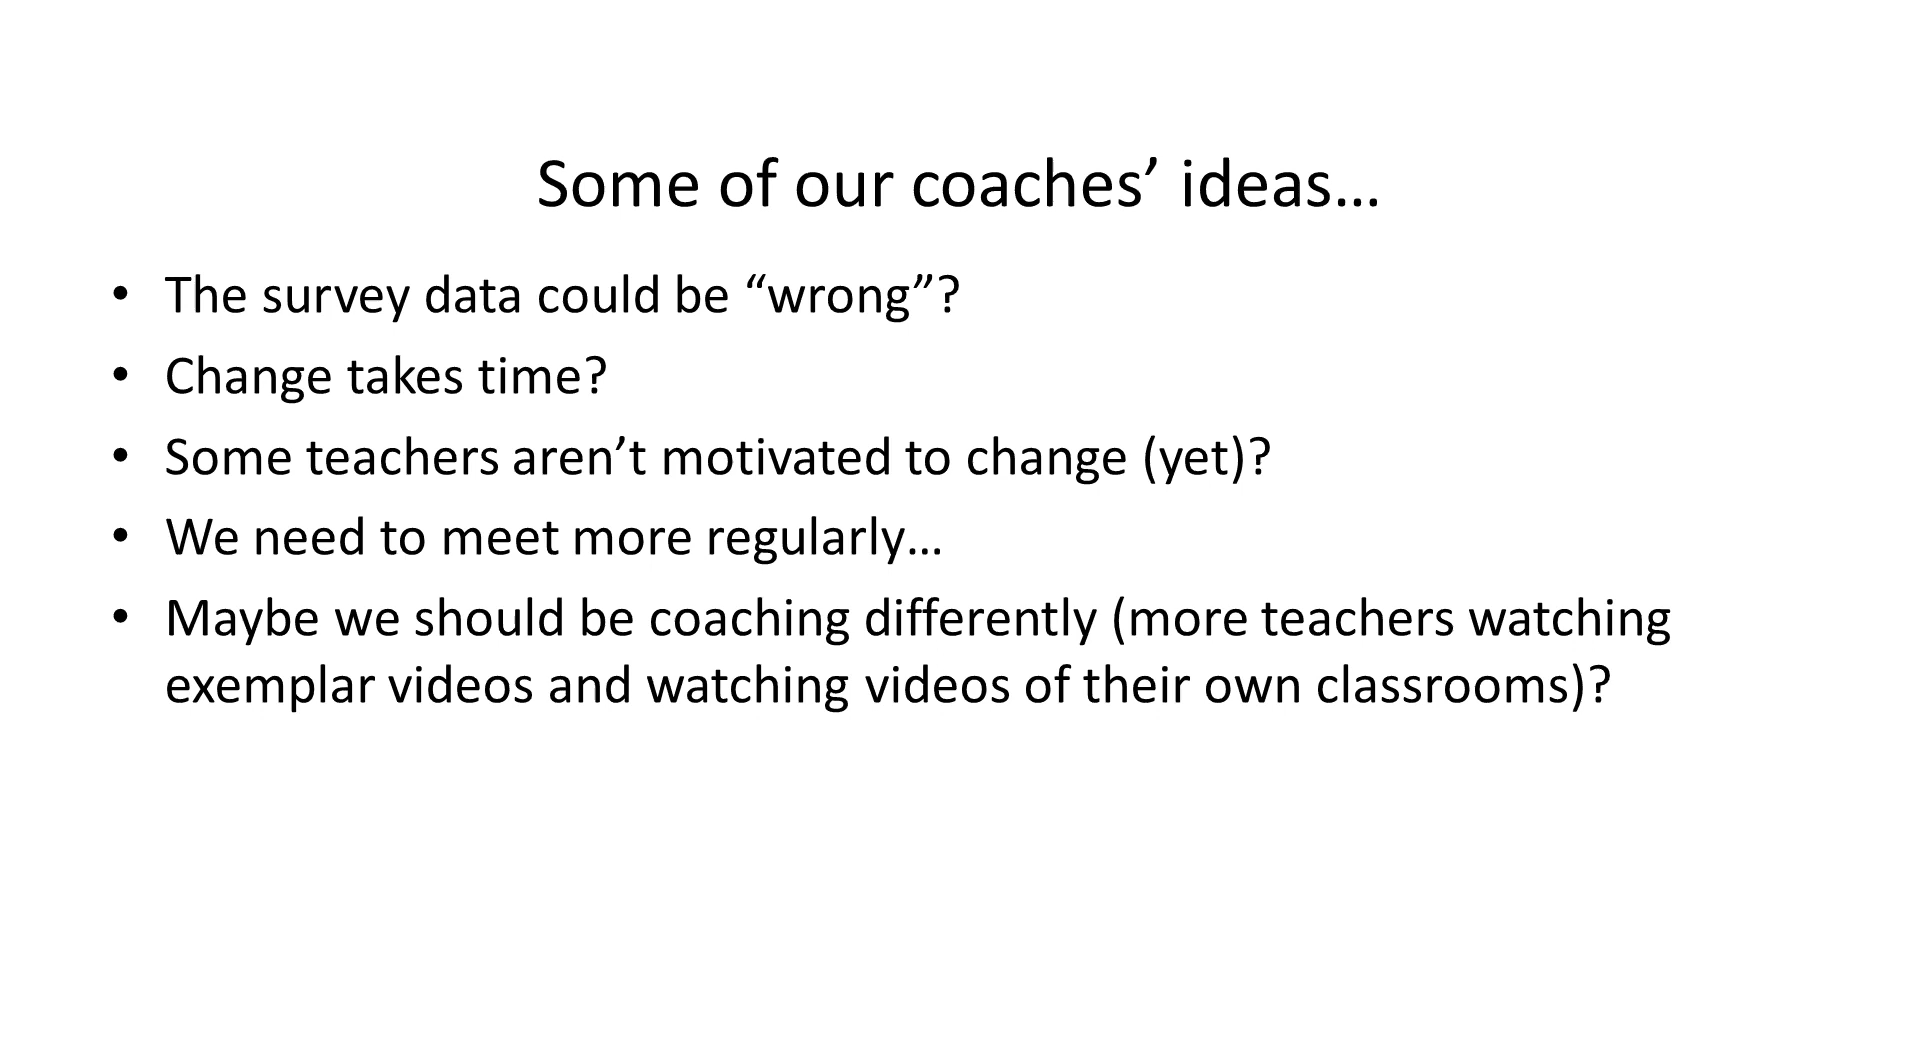 Some of our coaches’ ideas…
• The survey data could be “wrong”?
• Change takes time?
• Some teachers aren’t motivated to change (yet)?
• We need to meet more regularly…
• Maybe we should be coaching differently (more teachers watching
exemplar videos and watching videos of their own classrooms)?